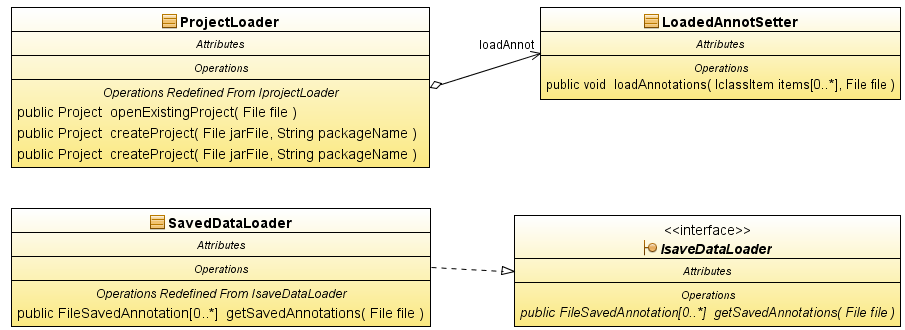 ProjectLoader
Attributes
Operations
Operations Redefined From IprojectLoader
public Project openExistingProject( File file )
public Project createProject( File jarFile, String packageName )
public Project createProject( File jarFile, String packageName )
loadAnnot
LoadedAnnotSetter
Attributes
Operations
public void loadAnnotations( IclassItem items[0..*], File file )
SavedDataLoader
Attributes
Operations
Operations Redefined From IsaveDataLoader
public FileSavedAnnotation[0..*] getSavedAnnotations( File file )
<<interface>>
IsaveDataLoader
Attributes
Operations
public FileSavedAnnotation[0..*] getSavedAnnotations( File file )